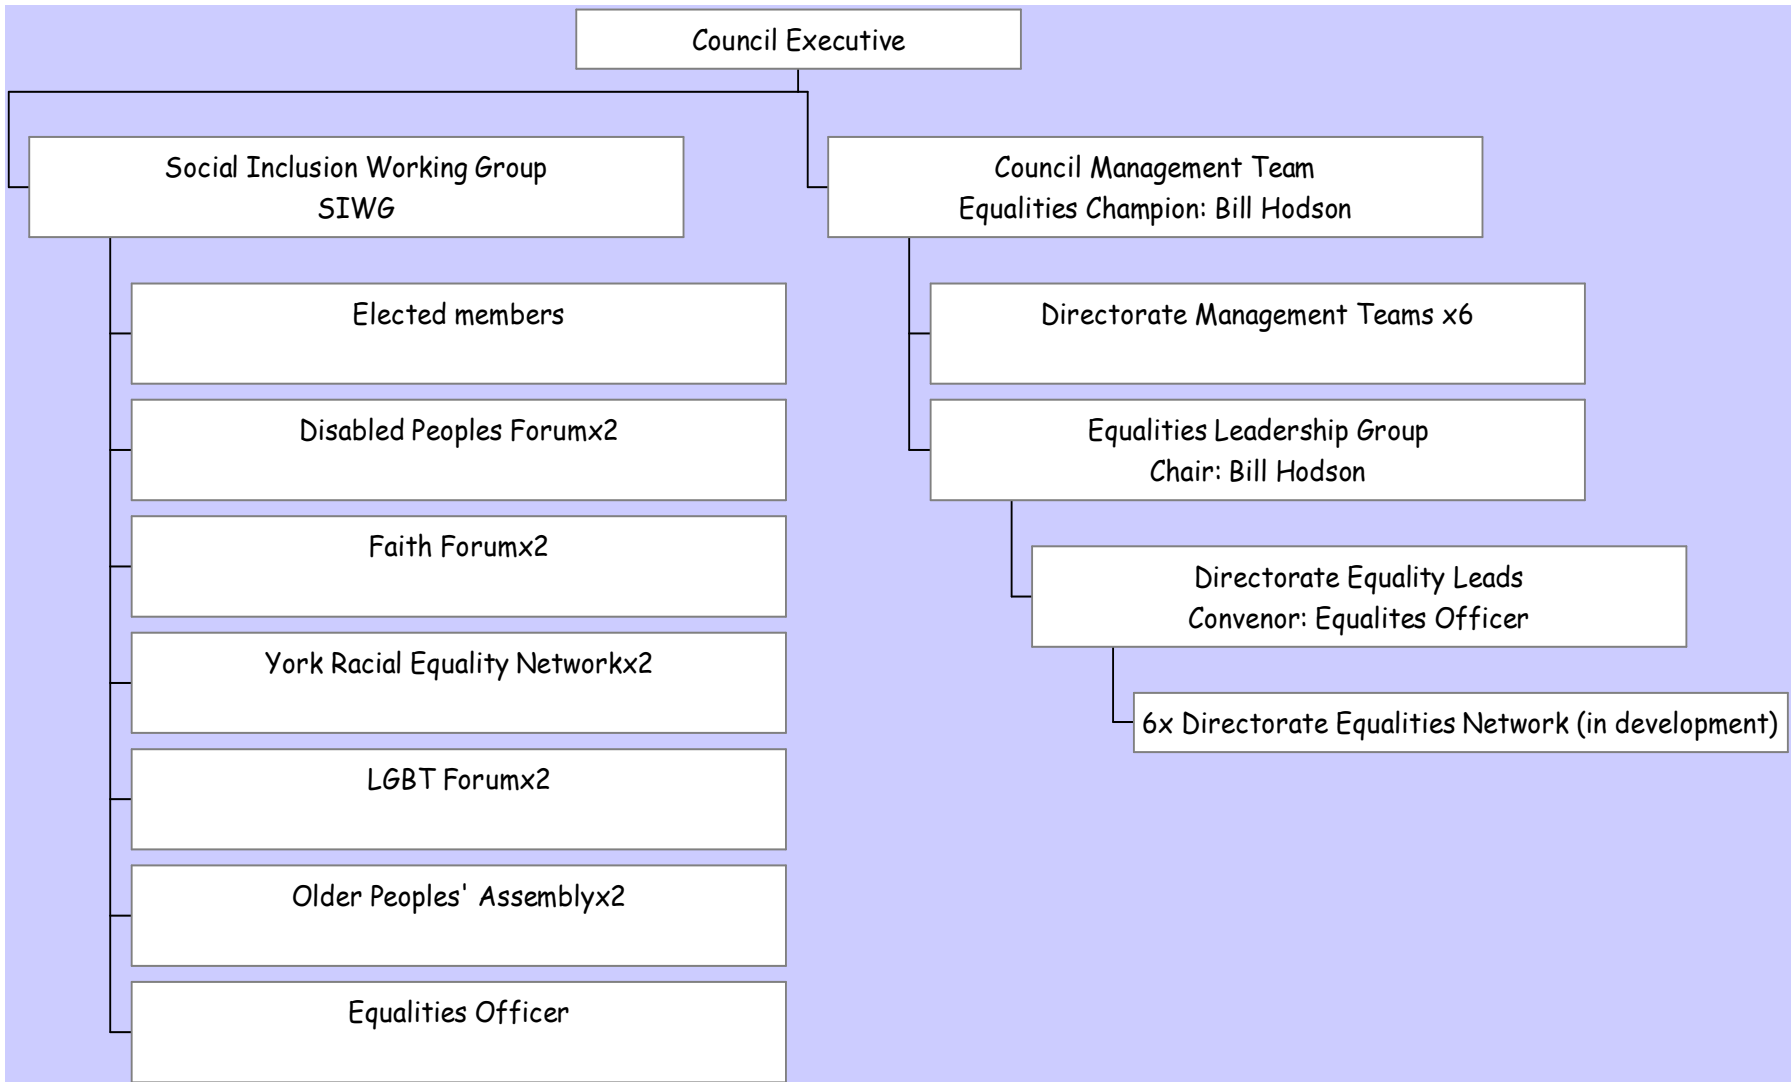 Council Executive
Social Inclusion Working Group
SIWG
Elected members
Disabled Peoples Forumx2
Faith Forumx2
York Racial Equality Networkx2
LGBT Forumx2
Older Peoples' Assemblyx2
Equalities Officer
Council Management Team
Equalities Champion: Bill Hodson
Directorate Management Teams x6
Equalities Leadership Group
Chair: Bill Hodson
Directorate Equality Leads
Convenor: Equalites Officer
6x Directorate Equalities Network (in development)